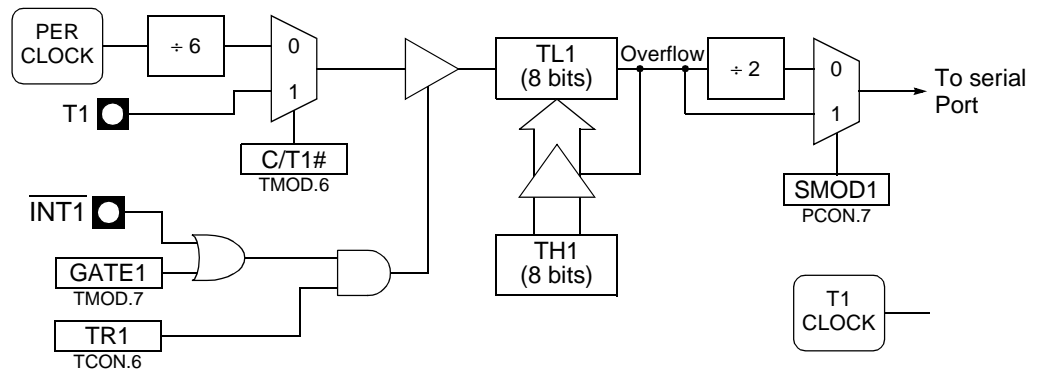 PER
CLOCK
÷ 6
0
1
T1
C/T1#
TMOD.6
INT1
GATE1
TMOD.7
TR1
TCON.6
TL1
(8 bits)
Overflow
÷ 2
0
1
To serial
Port
SMOD1
PCON.7
TH1
(8 bits)
T1
CLOCK